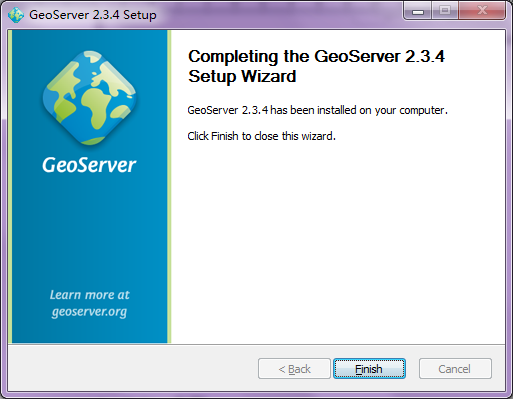 GeoServer 2.3.4 Setup
Completing the GeoServer 2.3.4
Setup Wizard
GeoServer 2.3.4 has been installed on your computer.
Click Finish to close this wizard.
GeoServer
Learn more at
geoserver.org
< Back
Finish
Cancel